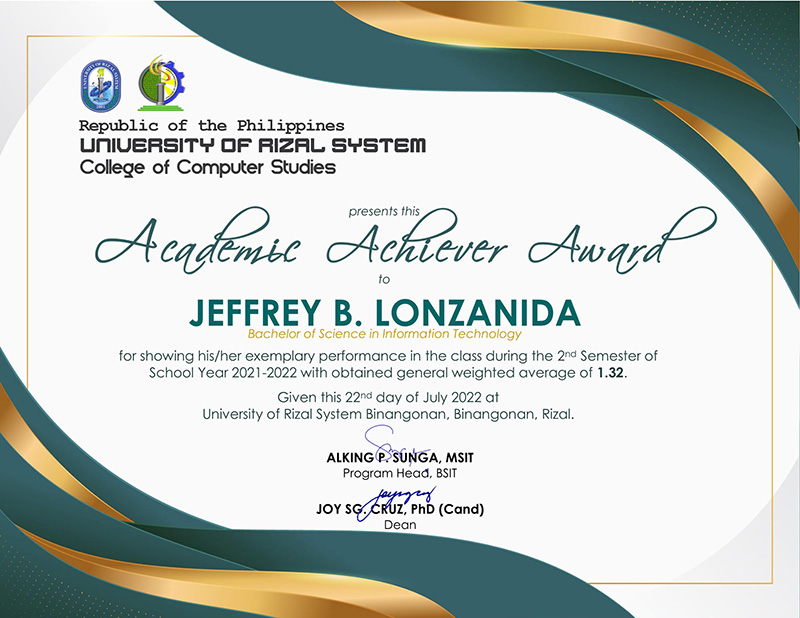 Republic of the Philippines
UNIVERSITY OF RIZAL SYSTEM
College of Computer Studies
presents this
Academic Achiever Award
to
JEFFREY B. LONZANIDA
Bachelor of Science in Information Technology
for showing his/her exemplary performance in the class during the 2nd Semester of
School Year 2021-2022 with obtained general weighted average of 1.32.
Given this 22nd day of July 2022 at
University of Rizal System Binangonan, Binangonan, Rizal.
ALKING P. SUNGA, MSIT
Program Head, BSIT
JOY SG. CRUZ, PhD (Cand)
Dean